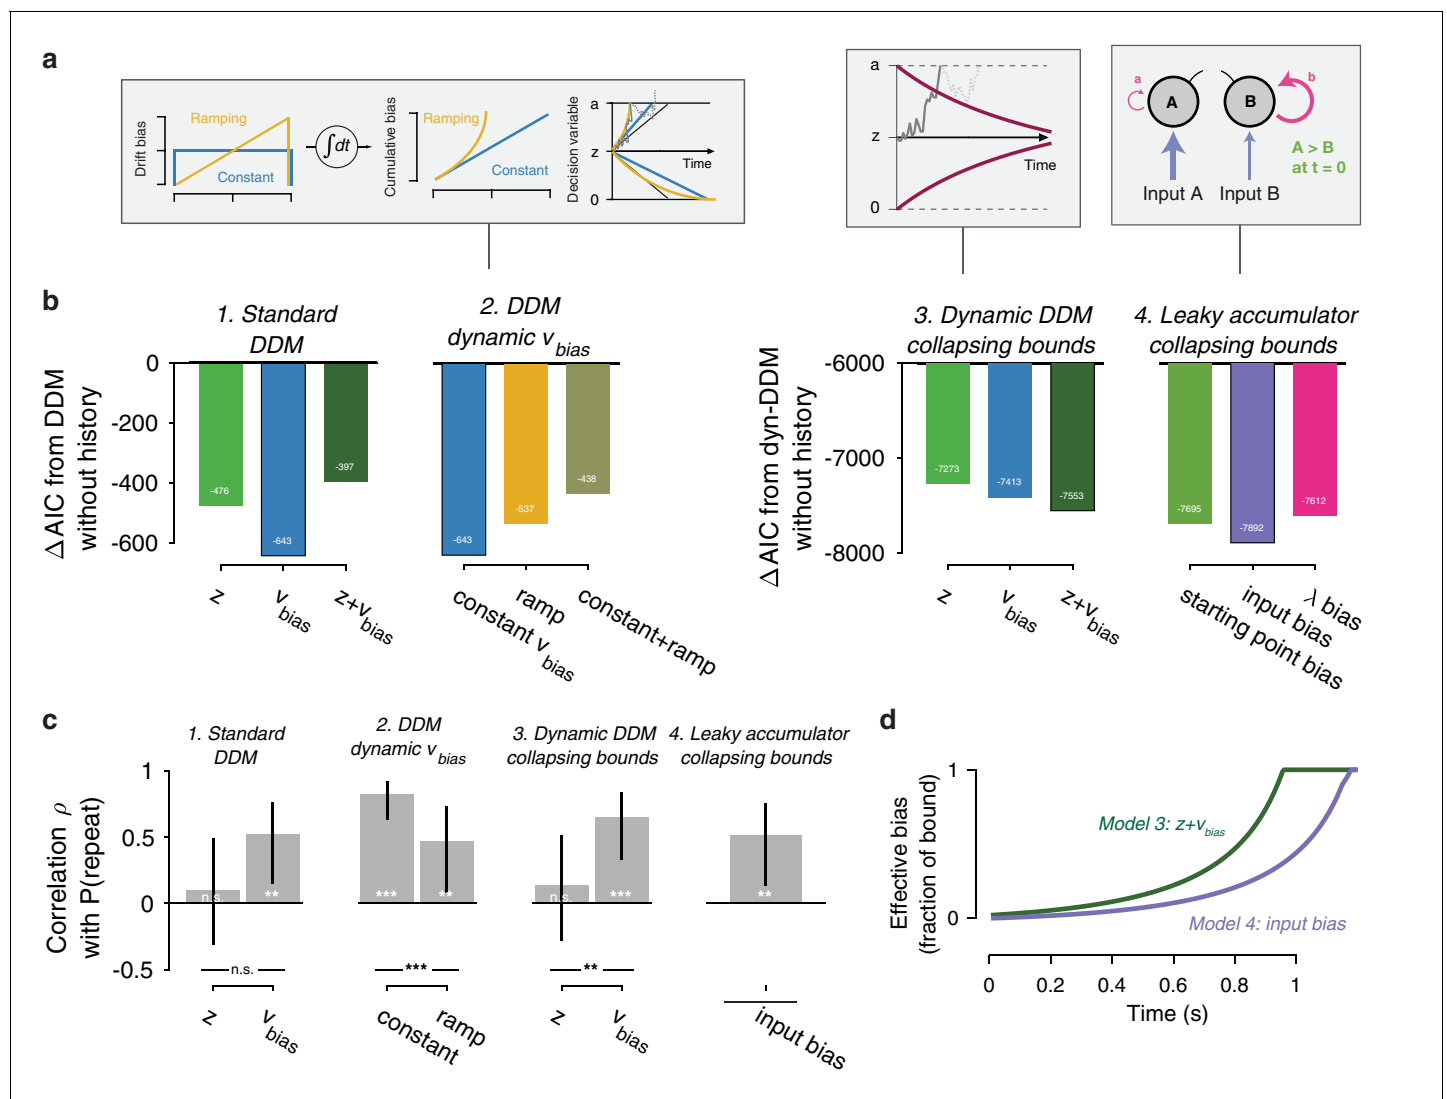 a
Drift bias
Ramping
Constant
∫dt
Cumulative bias
Ramping
Constant
Decision variable
a
z
0
Time
a
z
0
Time
a
A
B
b
A > B
at t = 0
Input A
Input B
b
1. Standard
DDM
2. DDM
dynamic v bias
3. Dynamic DDM
collapsing bounds
4. Leaky accumulator
collapsing bounds
△AIC from DDM
without history
0
-200
-400
-600
-476
-643
-397
z
v bias
z+v bias
-643
-537
-438
constant v bias
ramp
constant+ramp
△AIC from dyn-DDM
without history
-6000
-7000
-8000
-7273
-7413
-7553
z
v bias
z+v bias
-7695
-7892
-7612
starting point bias
input bias
λ bias
c
1. Standard
DDM
2. DDM
dynamic v bias
3. Dynamic DDM
collapsing bounds
4. Leaky accumulator
collapsing bounds
Correlation ρ
with P(repeat)
1
0.5
0
-0.5
n.s.
**
n.s.
z
v bias
***
**
***
constant
ramp
n.s.
***
**
z
v bias
**
input bias
d
Effective bias
(fraction of bound)
1
0
Model 3: z+v bias
Model 4: input bias
0 0.2 0.4 0.6 0.8 1
Time (s)